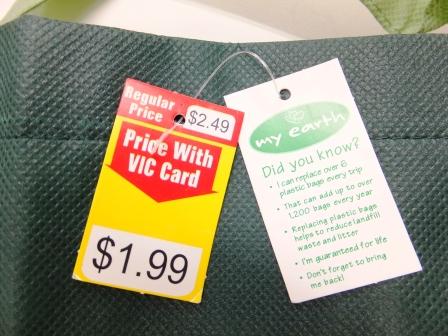 Regular
Price
$2.49
Price With
VIC Card
$1.99
my earth
Did you know?
• I can replace over 6
plastic bags every trip
• That can add up to over
1,200 bags every year
• Replacing plastic bags
helps to reduce landfill
waste and litter
• I'm guaranteed for life
• Don't forget to bring
me back!